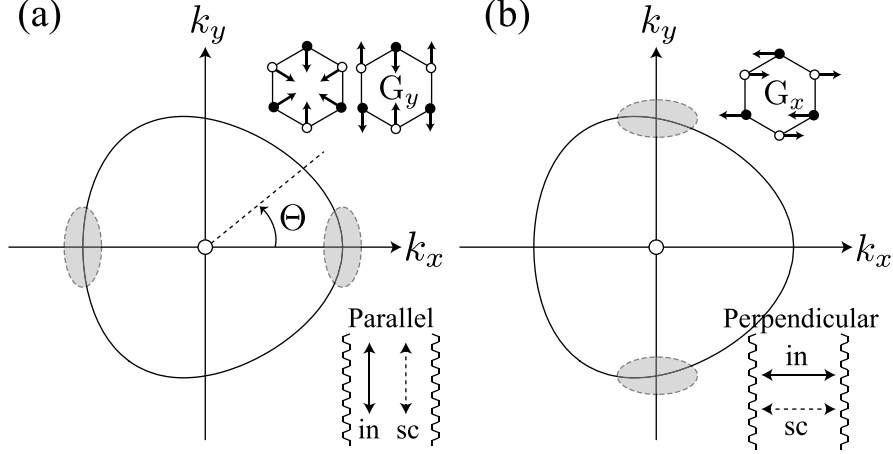 (a)
k_y
G_y
Θ
k_x
Parallel
in sc
(b)
k_y
G_x
k_x
Perpendicular
in
sc